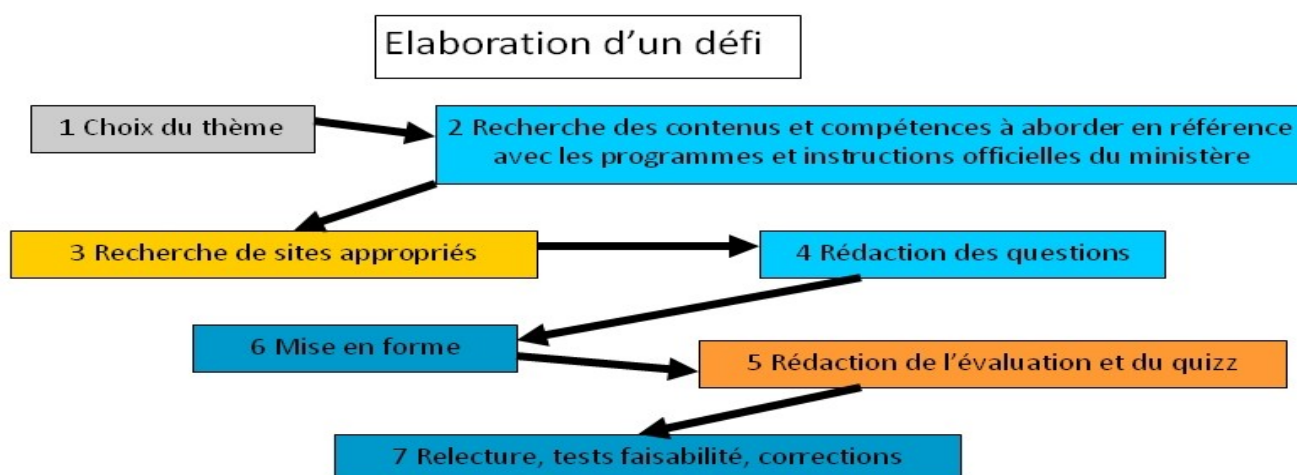 Elaboration d'un défi
1 Choix du thème
2 Recherche des contenus et compétences à aborder en référence
avec les programmes et instructions officielles du ministère
3 Recherche de sites appropriés
4 Rédaction des questions
6 Mise en forme
5 Rédaction de l'évaluation et du quizz
7 Relecture, tests faisabilité, corrections